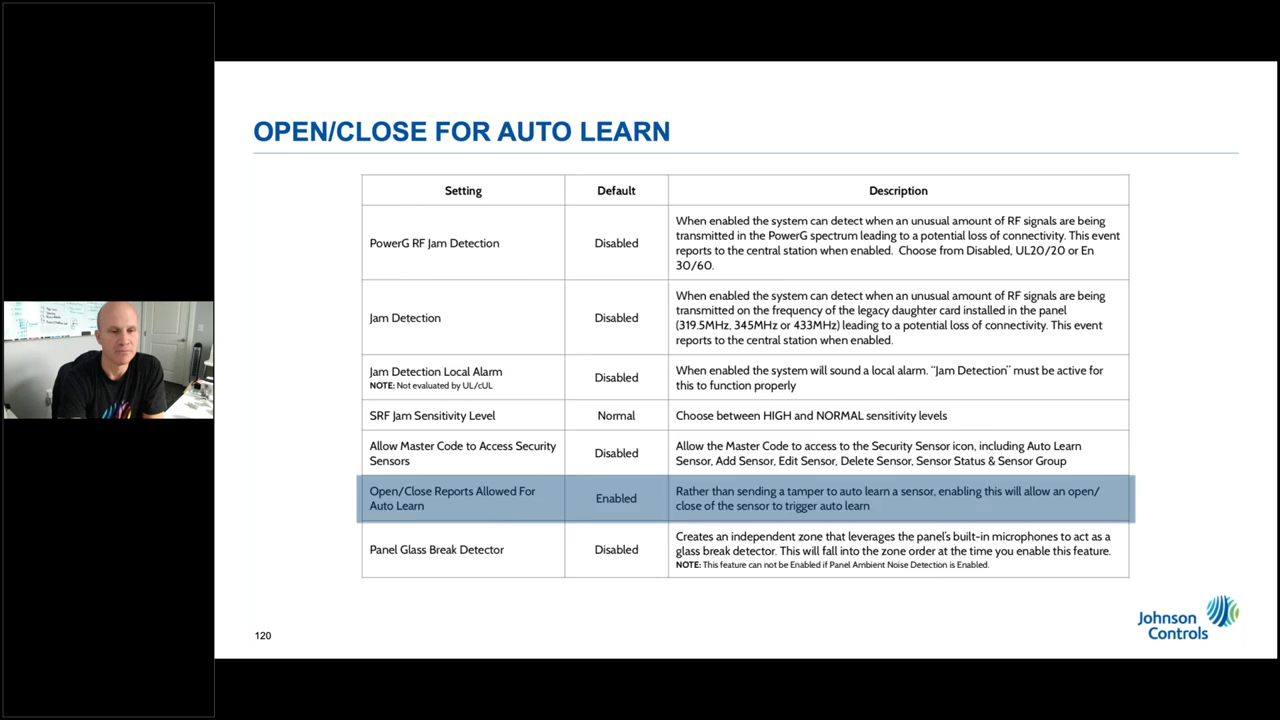 OPEN/CLOSE FOR AUTO LEARN
Setting
Default
Description
PowerG RF Jam Detection
Disabled
When enabled the system can detect when an unusual amount of RF signals are being
transmitted in the PowerG spectrum leading to a potential loss of connectivity. This event
reports to the central station when enabled. Choose from Disabled, UL20/20 or En
30/60.
Jam Detection
Disabled
When enabled the system can detect when an unusual amount of RF signals are being
transmitted on the frequency of the legacy daughter card installed in the panel
(319.5MHz, 345MHz or 433MHz) leading to a potential loss of connectivity. This event
reports to the central station when enabled.
Jam Detection Local Alarm
NOTE: Not evaluated by UL/cUL
Disabled
When enabled the system will sound a local alarm. “Jam Detection” must be active for
this to function properly
SRF Jam Sensitivity Level
Normal
Choose between HIGH and NORMAL sensitivity levels
Allow Master Code to Access Security
Sensors
Disabled
Allow the Master Code to access to the Security Sensor icon, including Auto Learn
Sensor, Add Sensor, Edit Sensor, Delete Sensor, Sensor Status & Sensor Group
Open/Close Reports Allowed For
Auto Learn
Enabled
Rather than sending a tamper to auto learn a sensor, enabling this will allow an open/
close of the sensor to trigger auto learn
Panel Glass Break Detector
Disabled
Creates an independent zone that leverages the panel’s built-in microphones to act as a
glass break detector. This will fall into the zone order at the time you enable this feature.
NOTE: This feature can not be Enabled if Panel Ambient Noise Detection is Enabled.
120
Johnson
Controls